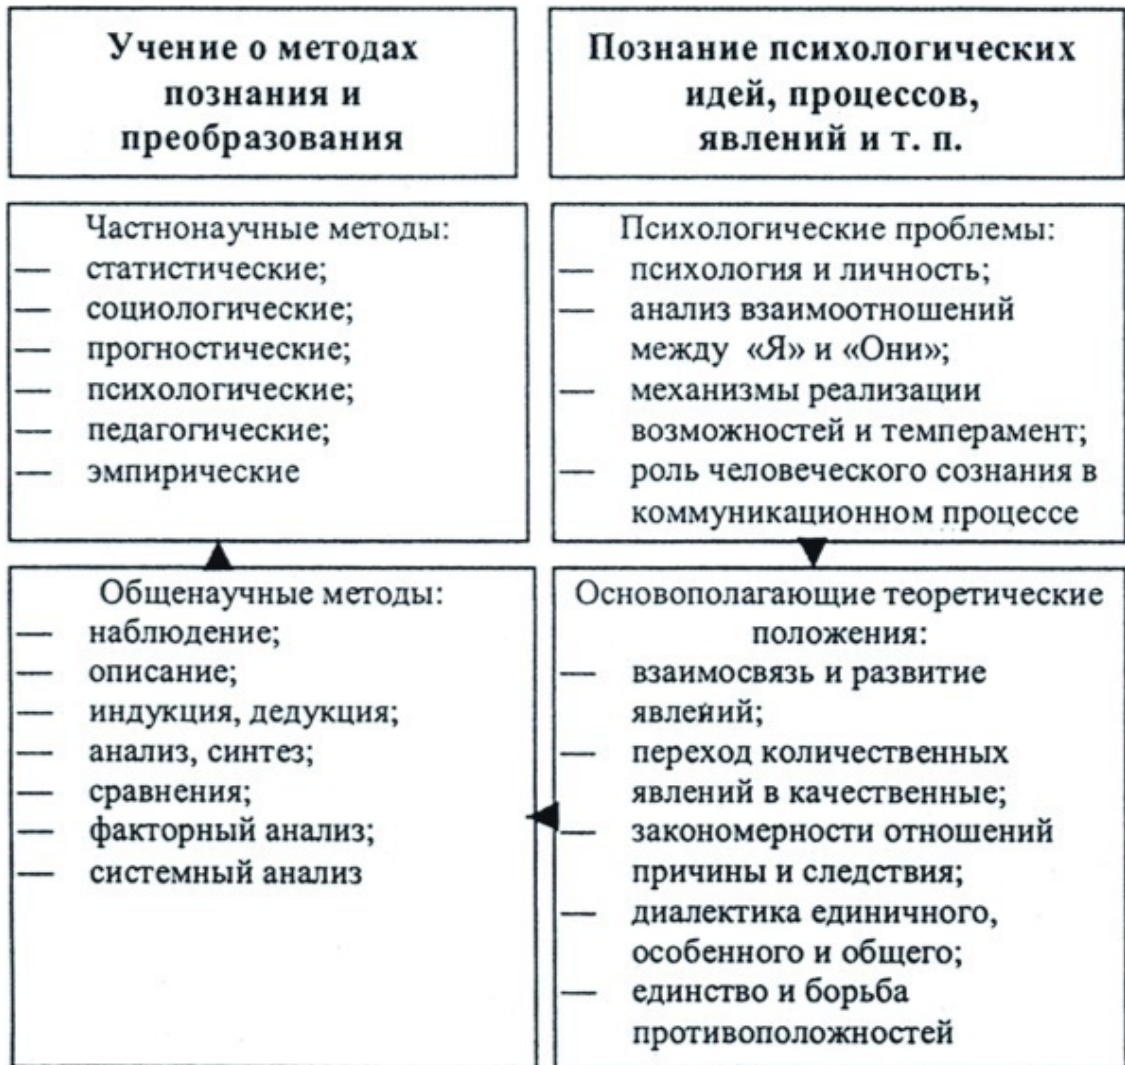 Учение о методах
познания и
преобразования
Познание психологических
идей, процессов,
явлений и т. п.
Частнонаучные методы:
— статистические;
— социологические;
— прогностические;
— психологические;
— педагогические;
— эмпирические
Психологические проблемы:
— психология и личность;
— анализ взаимоотношений
между «Я» и «Они»;
— механизмы реализации
возможностей и темперамент;
— роль человеческого сознания в
коммуникационном процессе
Общенаучные методы:
— наблюдение;
— описание;
— индукция, дедукция;
— анализ, синтез;
— сравнения;
— факторный анализ;
— системный анализ
Основополагающие теоретические
положения:
— взаимосвязь и развитие
явлений;
— переход количественных
явлений в качественные;
— закономерности отношений
причины и следствия;
— диалектика единичного,
особенного и общего;
— единство и борьба
противоположностей